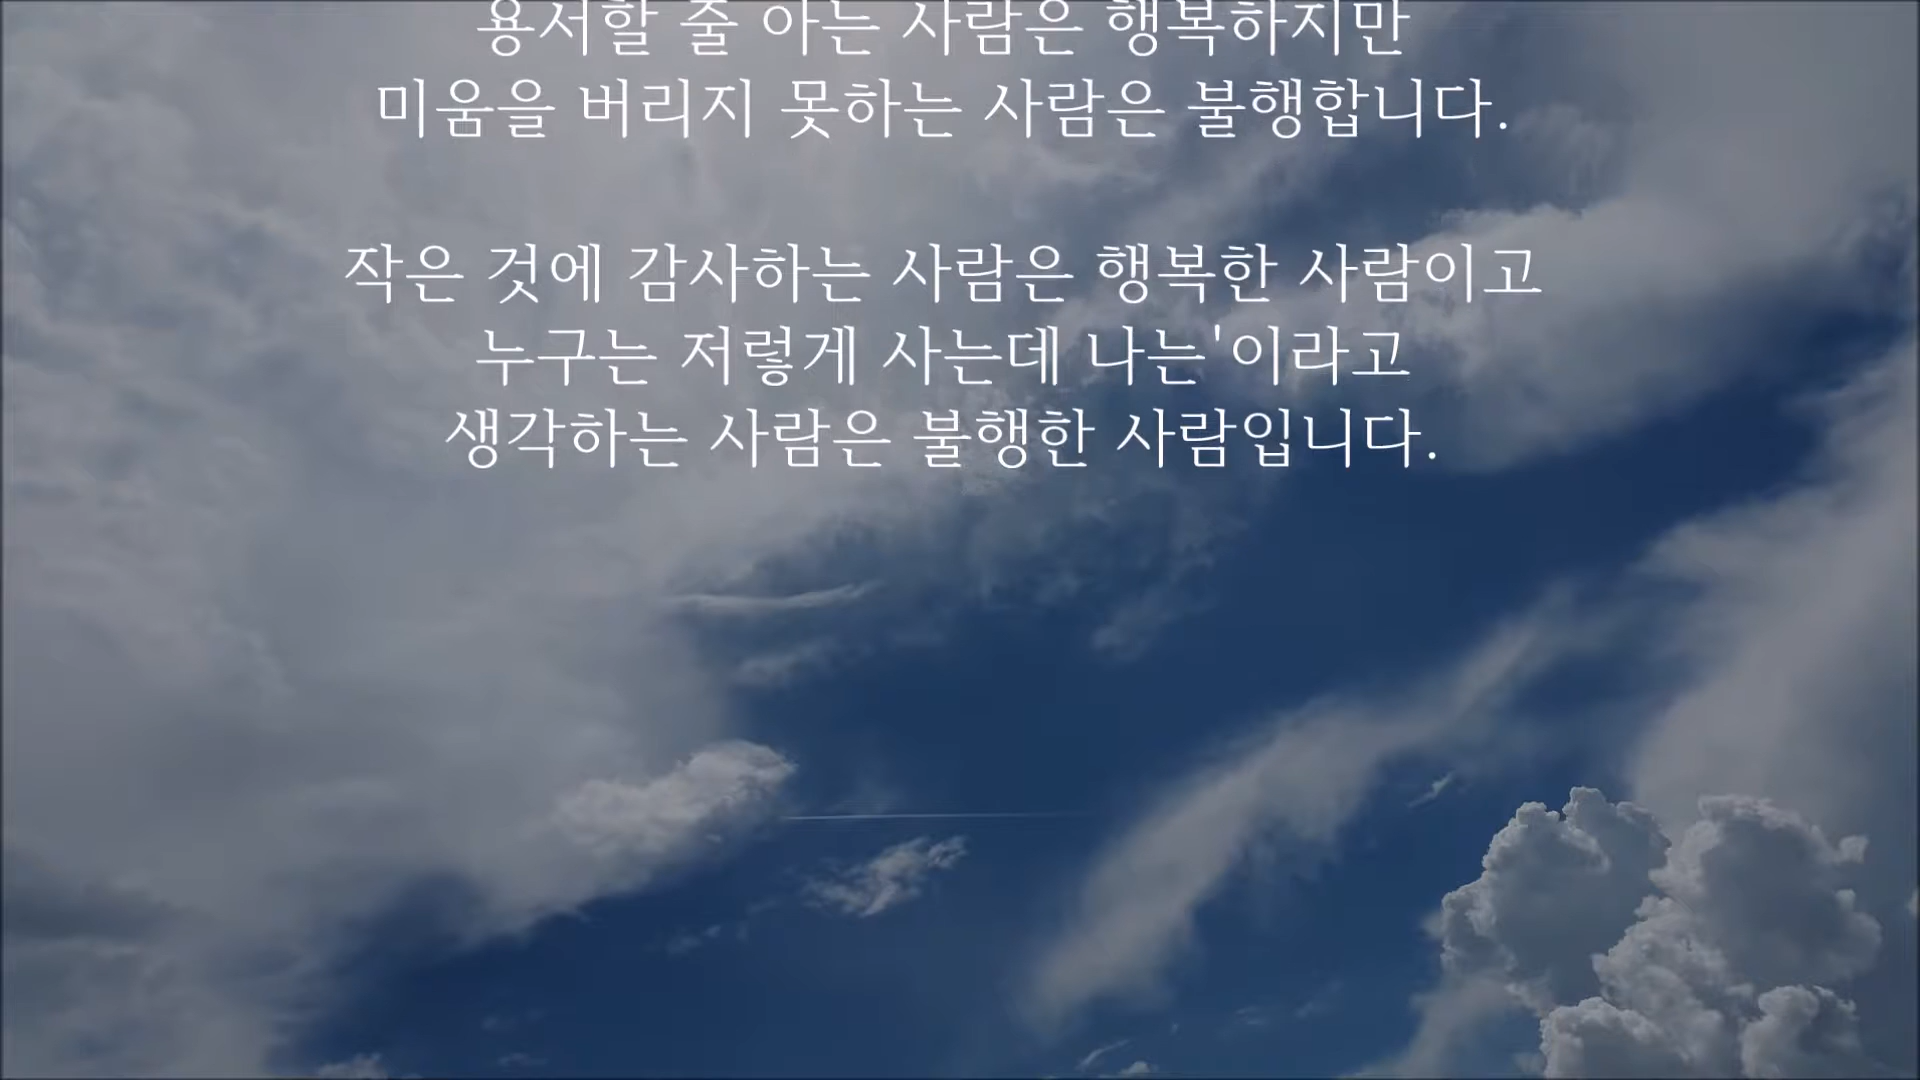 용서할 줄 아는 사람은 행복하지만
미움을 버리지 못하는 사람은 불행합니다.
작은 것에 감사하는 사람은 행복한 사람이고
누구는 저렇게 사는데 나는'이라고
생각하는 사람은 불행한 사람입니다.